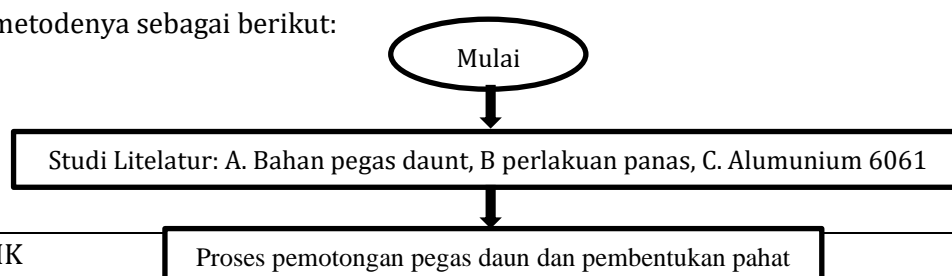 metodenya sebagai berikut:
Mulai
Studi Litelatur: A. Bahan pegas daunt, B perlakuan panas, C. Alumunium 6061
Proses pemotongan pegas daun dan pembentukan pahat